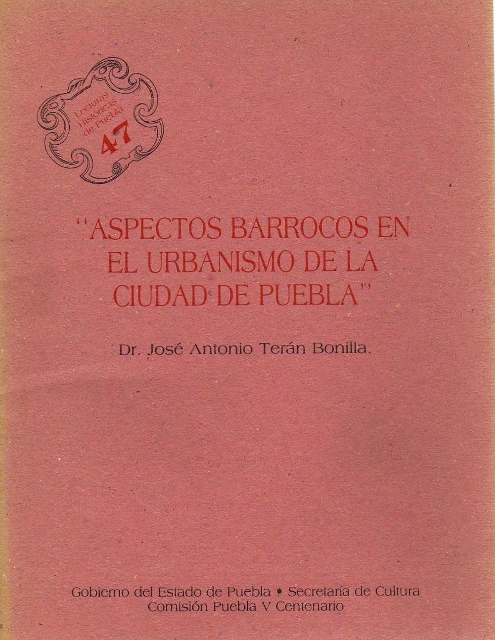 Lecturas
Históricas
de Puebla
47
"ASPECTOS BARROCOS EN
EL URBANISMO DE LA
CIUDAD DE PUEBLA"
Dr. José Antonio Terán Bonilla.
Gobierno del Estado de Puebla • Secretaría de Cultura
Comisión Puebla V Centenario